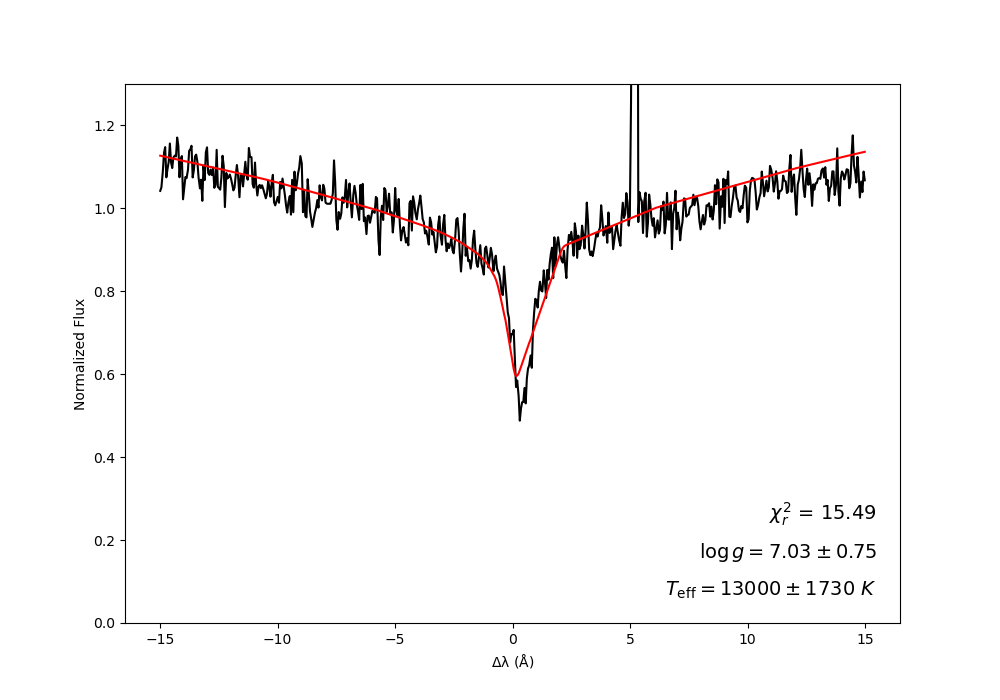 1.2
1.0
0.8
0.6
0.4
0.2
0.0
Normalized Flux
χ²ᵣ = 15.49
log g = 7.03 ± 0.75
T_eff = 13000 ± 1730 K
−15 −10 −5 0 5 10 15
Δλ (Å)